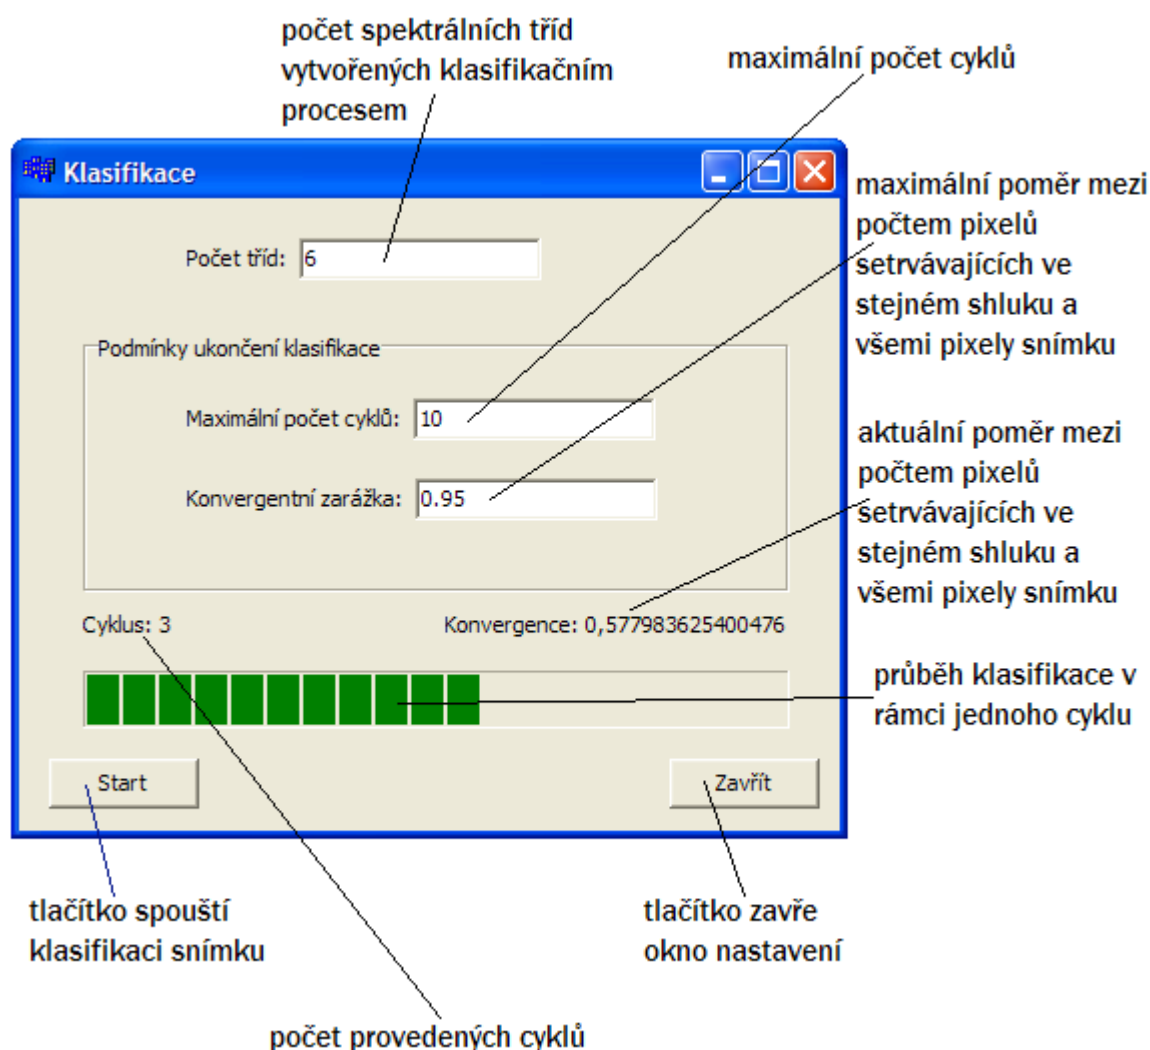 počet spektrálních tříd
vytvořených klasifikačním
procesem
maximální počet cyklů
Klasifikace
maximální poměr mezi
počtem pixelů
setrvávajících ve
stejném shluku a
všemi pixely snímku
Počet tříd: 6
Podmínky ukončení klasifikace
Maximální počet cyklů: 10
Konvergentní zarážka: 0.95
aktuální poměr mezi
počtem pixelů
setrvávajících ve
stejném shluku a
všemi pixely snímku
Cyklus: 3
Konvergence: 0,577983625400476
průběh klasifikace v
rámci jednoho cyklu
Start
Zavřít
tlačítko spouští
klasifikaci snímku
tlačítko zavře
okno nastavení
počet provedených cyklů